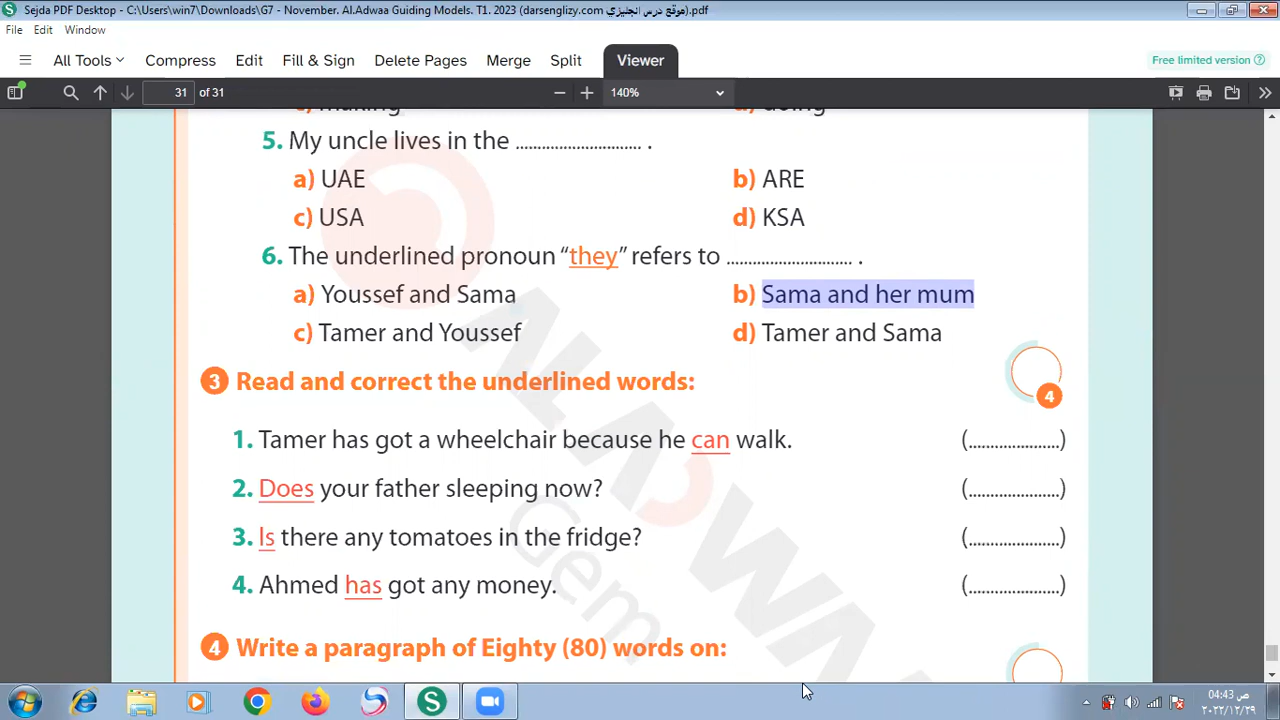 Sejda PDF Desktop - C:\Users\win7\Downloads\G7 - November. Al.Adwaa Guiding Models. T1. 2023 (darsenglizy.com موقع درس انجليزي).pdf
File Edit Window
All Tools Compress Edit Fill & Sign Delete Pages Merge Split Viewer Free limited version
31 of 31 140%
5. My uncle lives in the ............................ .
a) UAE b) ARE
c) USA d) KSA
6. The underlined pronoun “they” refers to ............................ .
a) Youssef and Sama b) Sama and her mum
c) Tamer and Youssef d) Tamer and Sama
3 Read and correct the underlined words:
4
1. Tamer has got a wheelchair because he can walk. (....................)
2. Does your father sleeping now? (....................)
3. Is there any tomatoes in the fridge? (....................)
4. Ahmed has got any money. (....................)
4 Write a paragraph of Eighty (80) words on:
AL ADWAA
Gem
04:43 ص
٢٠٢٢/١٢/٢٩